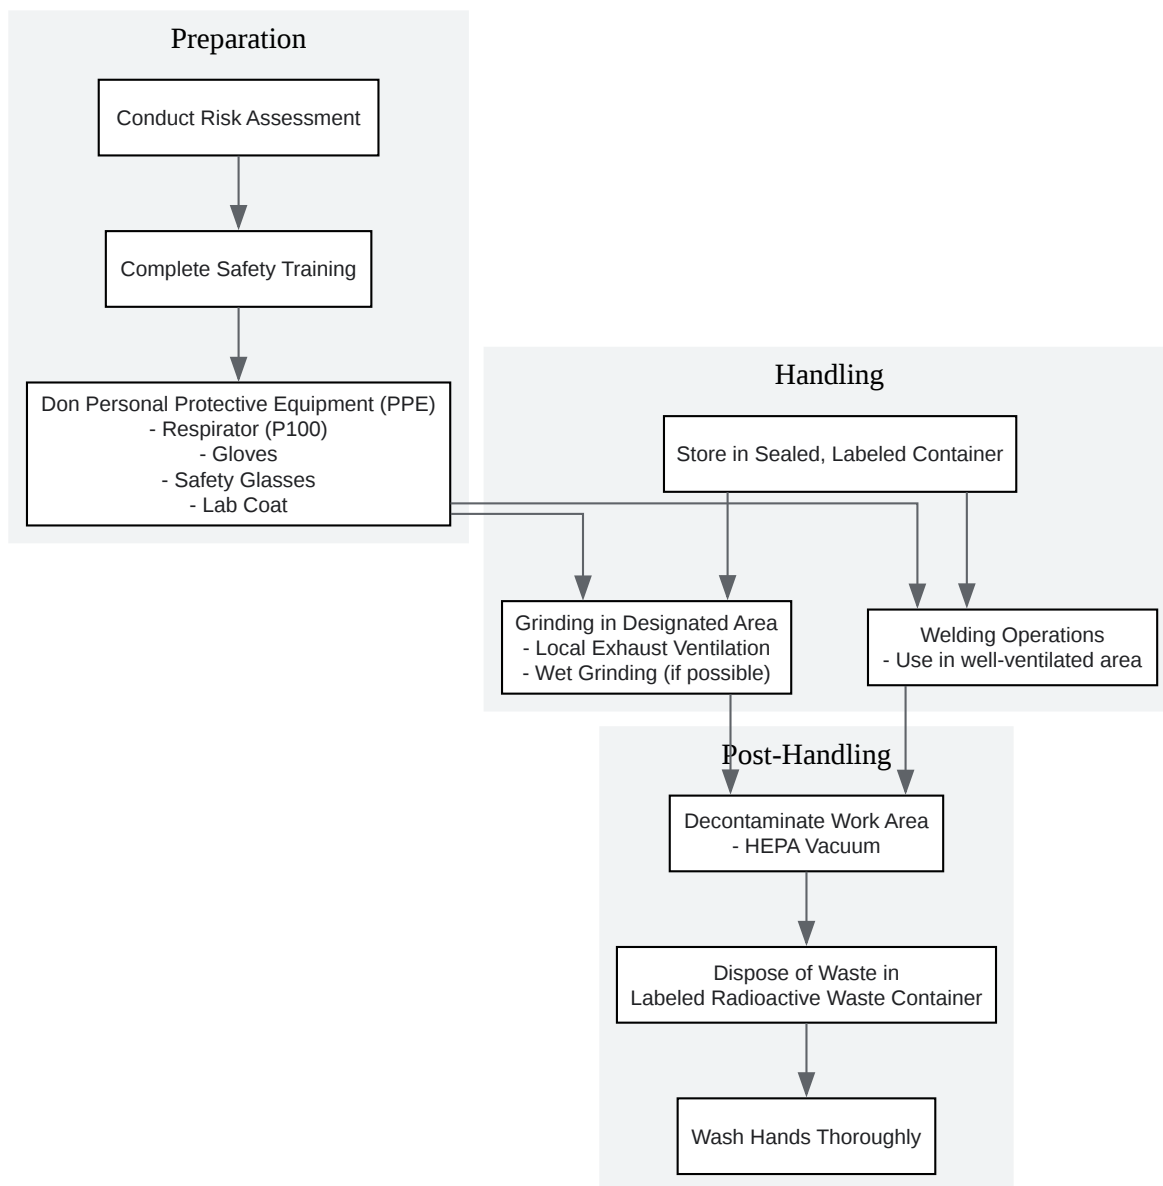 Preparation
Conduct Risk Assessment
Complete Safety Training
Don Personal Protective Equipment (PPE)
- Respirator (P100)
- Gloves
- Safety Glasses
- Lab Coat
Handling
Store in Sealed, Labeled Container
Grinding in Designated Area
- Local Exhaust Ventilation
- Wet Grinding (if possible)
Welding Operations
- Use in well-ventilated area
Post-Handling
Decontaminate Work Area
- HEPA Vacuum
Dispose of Waste in
Labeled Radioactive Waste Container
Wash Hands Thoroughly